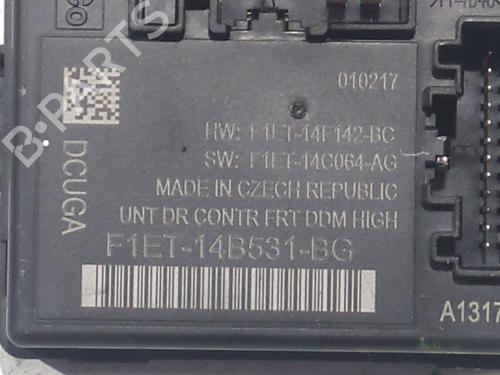 010217
HW: F1ET-14F142-BC
SW: F1ET-14C064-AG
MADE IN CZECH REPUBLIC
UNT DR CONTR FRT DDM HIGH
F1ET-14B531-BG
DCUGA
A1317
B-PARTS